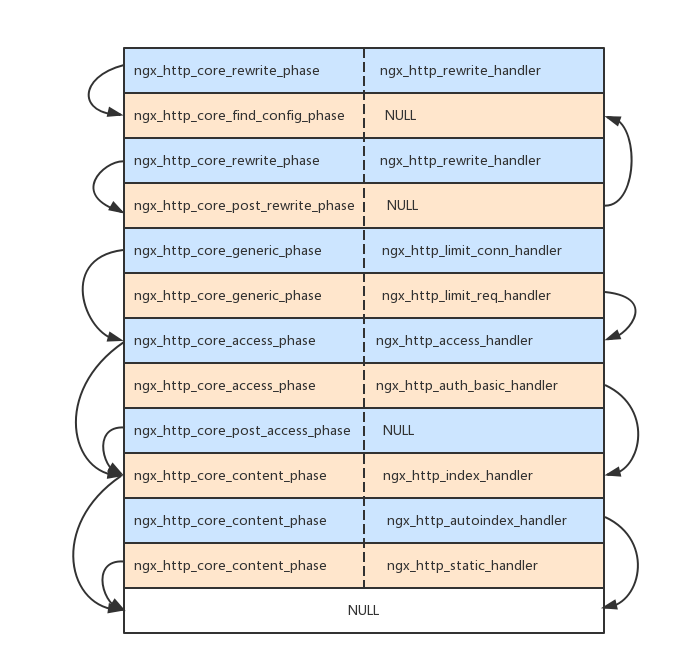 ngx_http_core_rewrite_phase ngx_http_rewrite_handler
ngx_http_core_find_config_phase NULL
ngx_http_core_rewrite_phase ngx_http_rewrite_handler
ngx_http_core_post_rewrite_phase NULL
ngx_http_core_generic_phase ngx_http_limit_conn_handler
ngx_http_core_generic_phase ngx_http_limit_req_handler
ngx_http_core_access_phase ngx_http_access_handler
ngx_http_core_access_phase ngx_http_auth_basic_handler
ngx_http_core_post_access_phase NULL
ngx_http_core_content_phase ngx_http_index_handler
ngx_http_core_content_phase ngx_http_autoindex_handler
ngx_http_core_content_phase ngx_http_static_handler
NULL